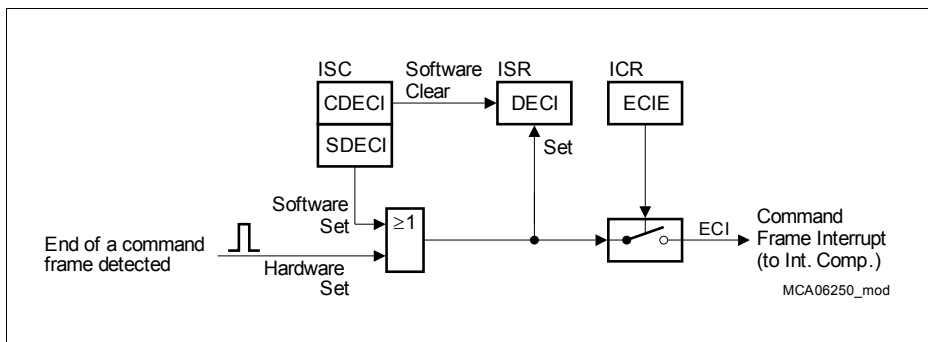 ISC
Software
Clear
ISR
ICR
CDECI
DECI
ECIE
SDECI
Set
Software
Set
≥1
End of a command
frame detected
Hardware
Set
ECI
Command
Frame Interrupt
(to Int. Comp.)
MCA06250_mod